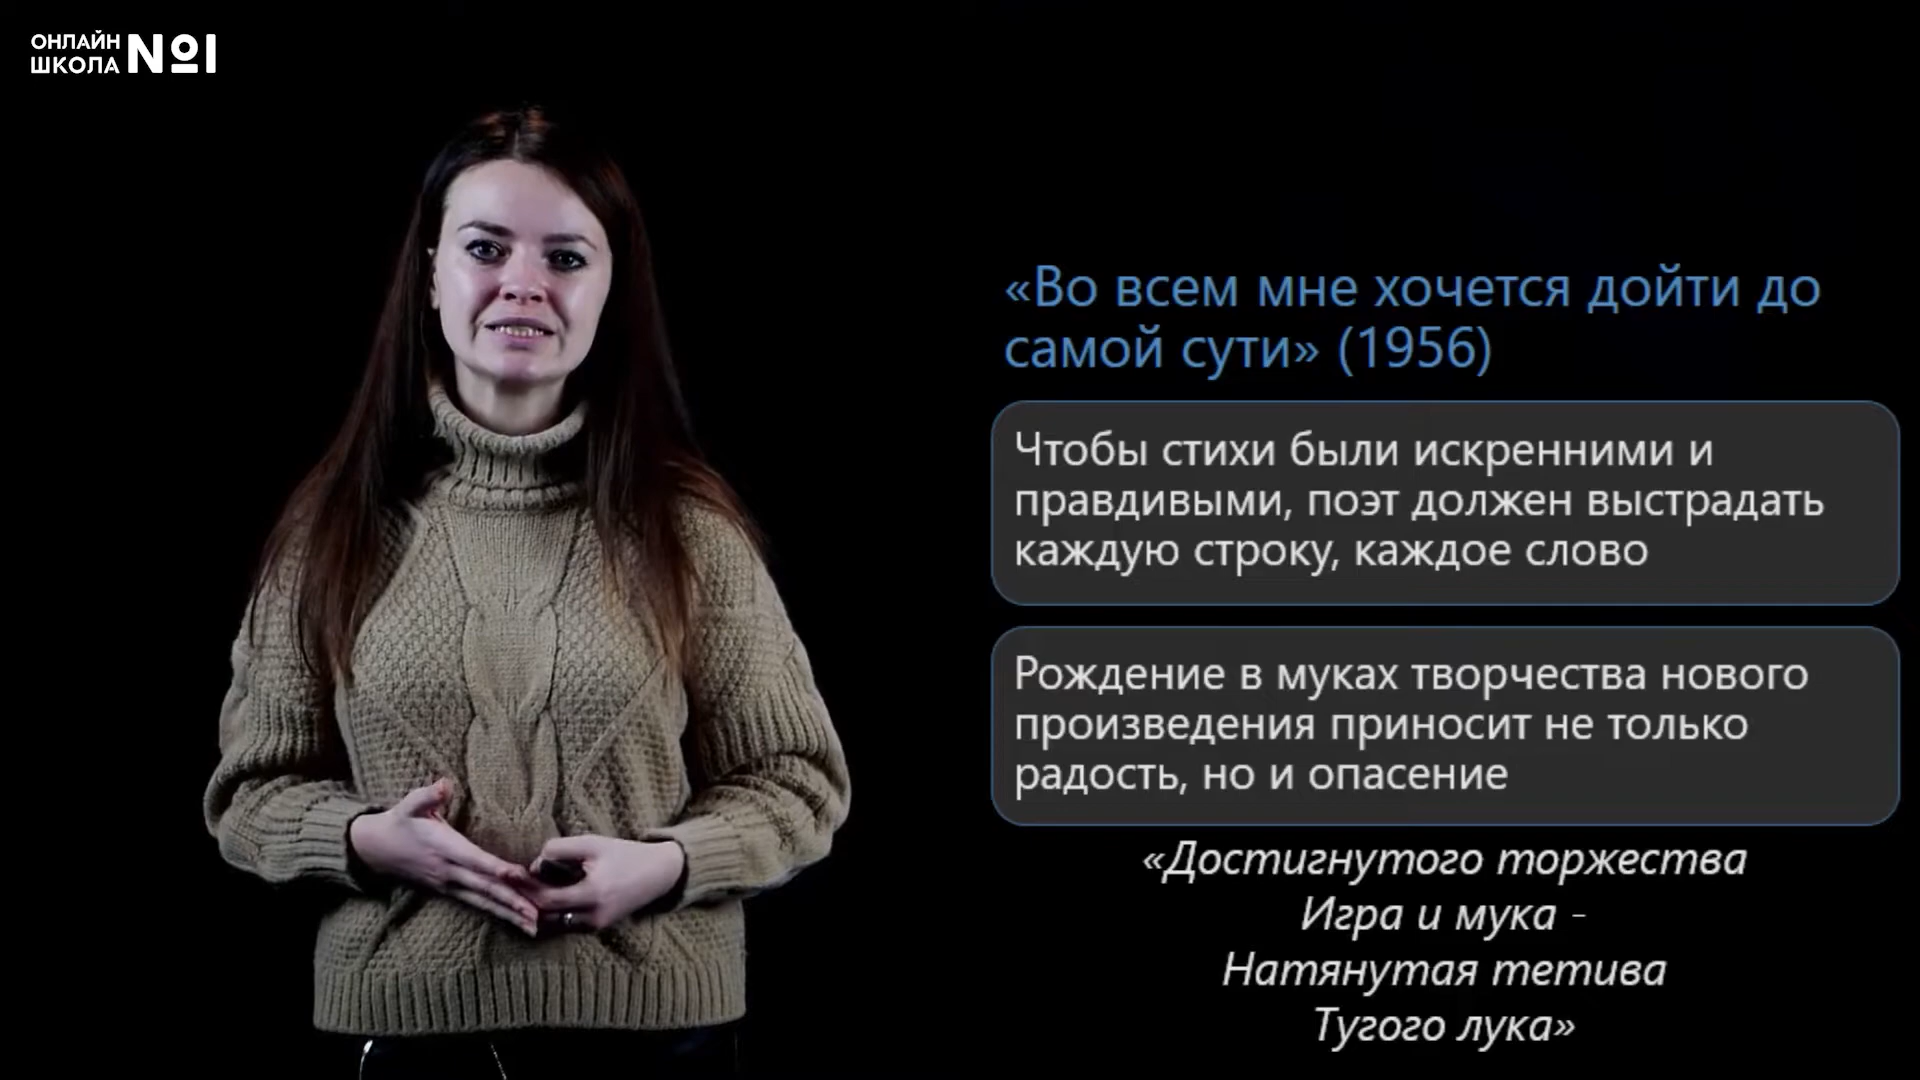 ОНЛАЙН
ШКОЛА №1
«Во всем мне хочется дойти до
самой сути» (1956)
Чтобы стихи были искренними и
правдивыми, поэт должен выстрадать
каждую строку, каждое слово
Рождение в муках творчества нового
произведения приносит не только
радость, но и опасение
«Достигнутого торжества
Игра и мука -
Натянутая тетива
Тугого лука»